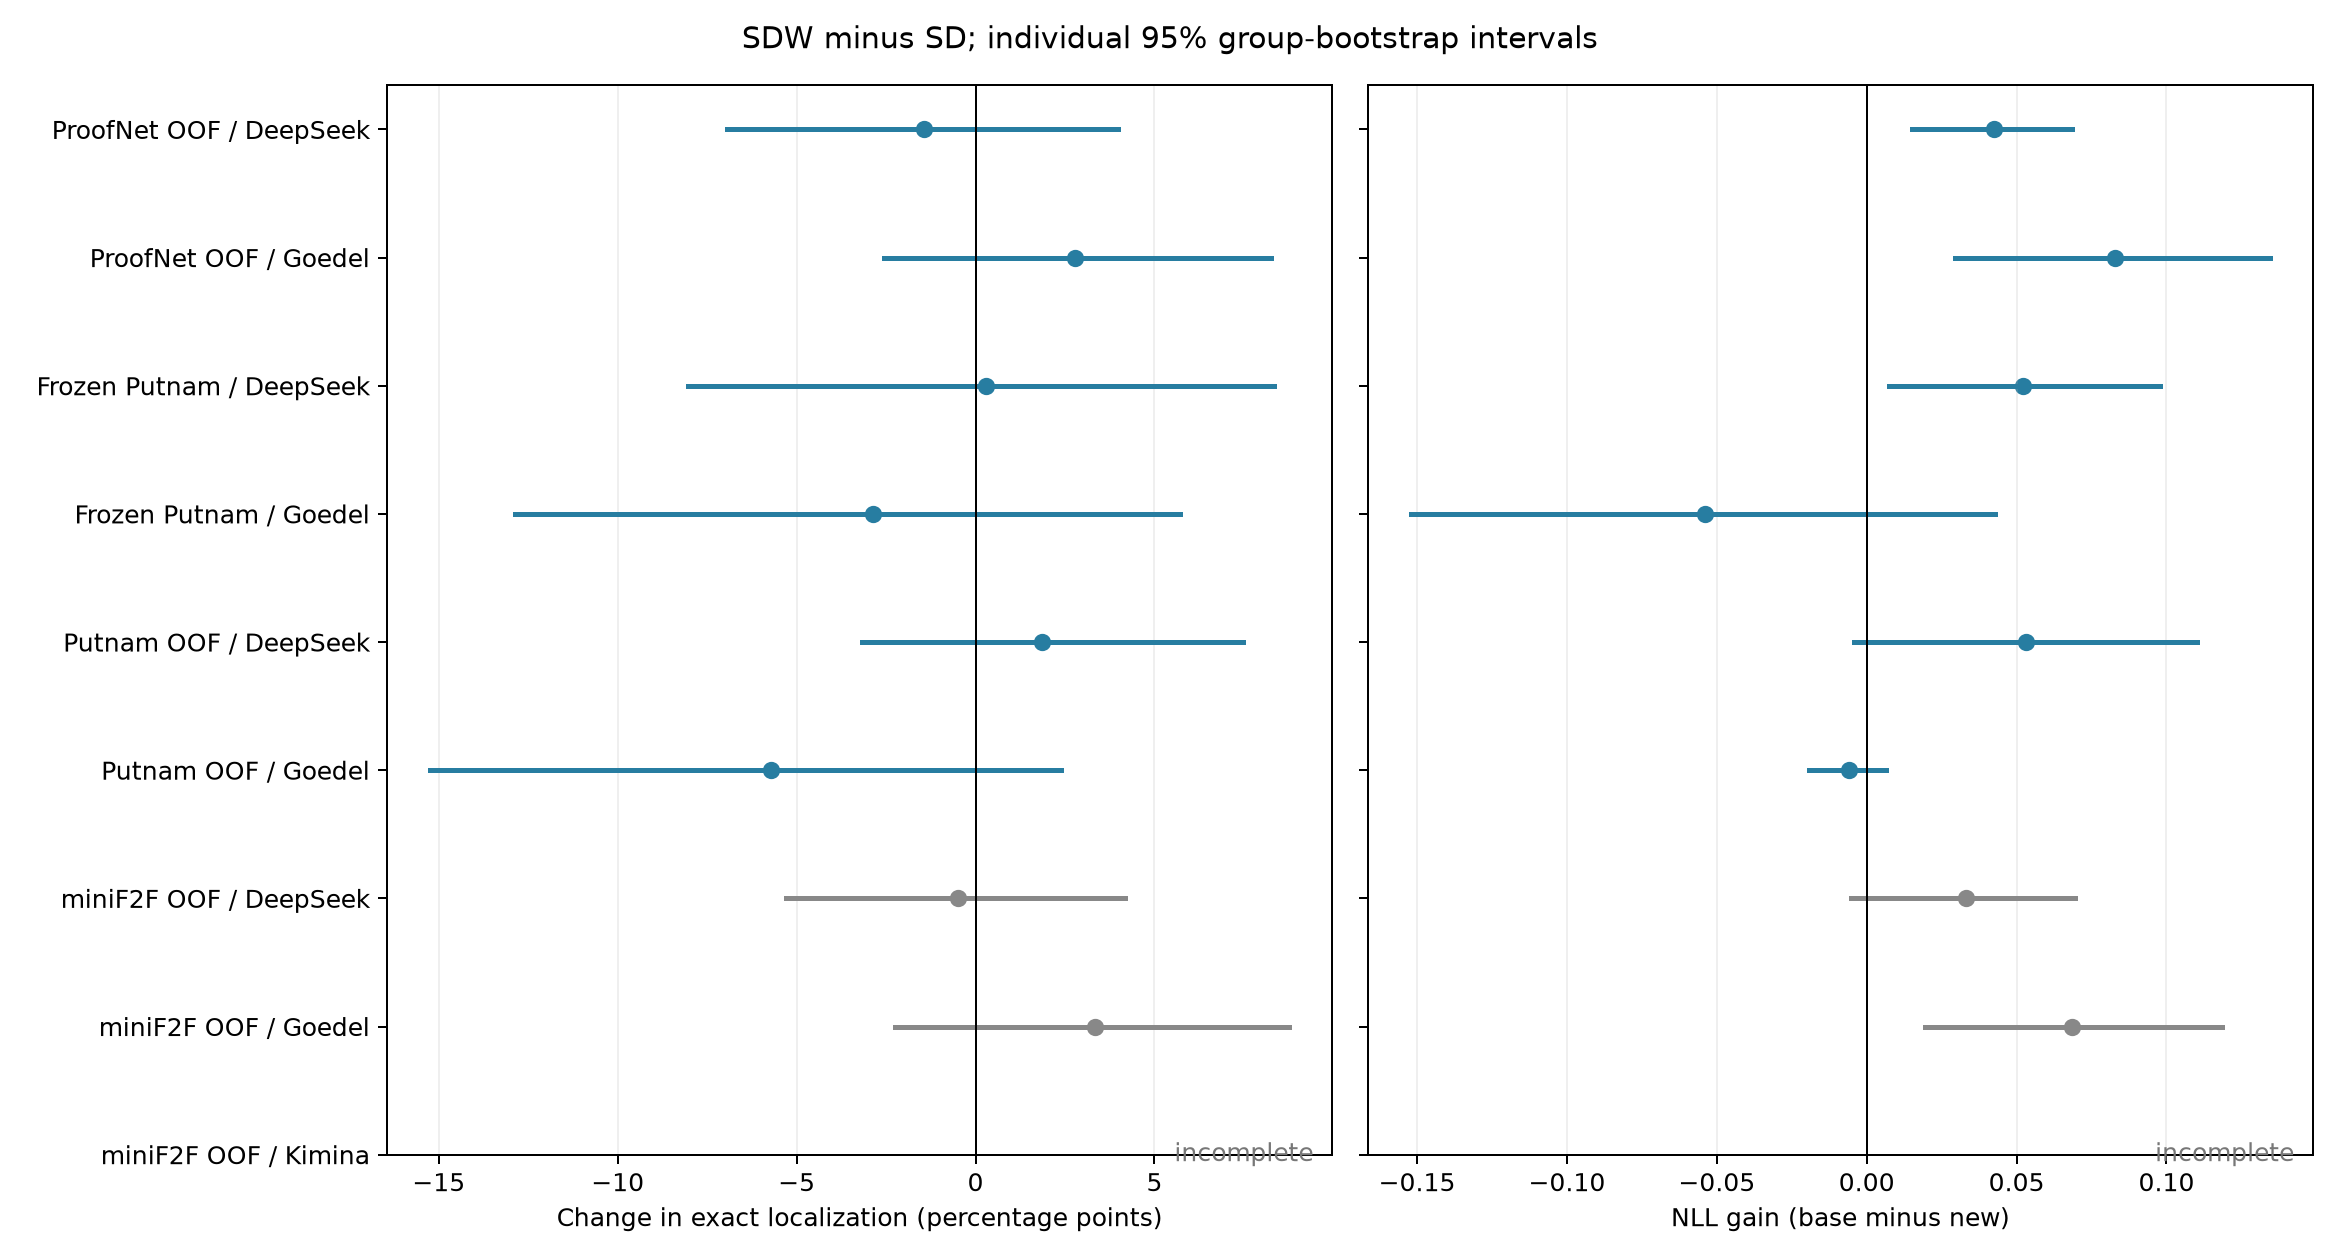 SDW minus SD; individual 95% group-bootstrap intervals
ProofNet OOF / DeepSeek
ProofNet OOF / Goedel
Frozen Putnam / DeepSeek
Frozen Putnam / Goedel
Putnam OOF / DeepSeek
Putnam OOF / Goedel
miniF2F OOF / DeepSeek
miniF2F OOF / Goedel
miniF2F OOF / Kimina
incomplete
incomplete
−15 −10 −5 0 5
−0.15 −0.10 −0.05 0.00 0.05 0.10
Change in exact localization (percentage points)
NLL gain (base minus new)